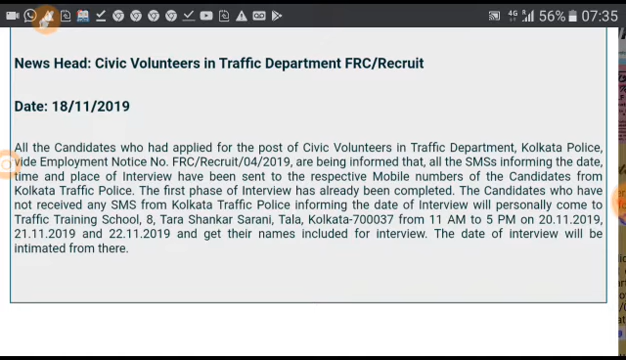 4G 56% 07:35
News Head: Civic Volunteers in Traffic Department FRC/Recruit
Date: 18/11/2019
All the Candidates who had applied for the post of Civic Volunteers in Traffic Department, Kolkata Police,
vide Employment Notice No. FRC/Recruit/04/2019, are being informed that, all the SMSs informing the date,
time and place of Interview have been sent to the respective Mobile numbers of the Candidates from
Kolkata Traffic Police. The first phase of Interview has already been completed. The Candidates who have
not received any SMS from Kolkata Traffic Police informing the date of Interview will personally come to
Traffic Training School, 8, Tara Shankar Sarani, Tala, Kolkata-700037 from 11 AM to 5 PM on 20.11.2019,
21.11.2019 and 22.11.2019 and get their names included for interview. The date of interview will be
intimated from there.